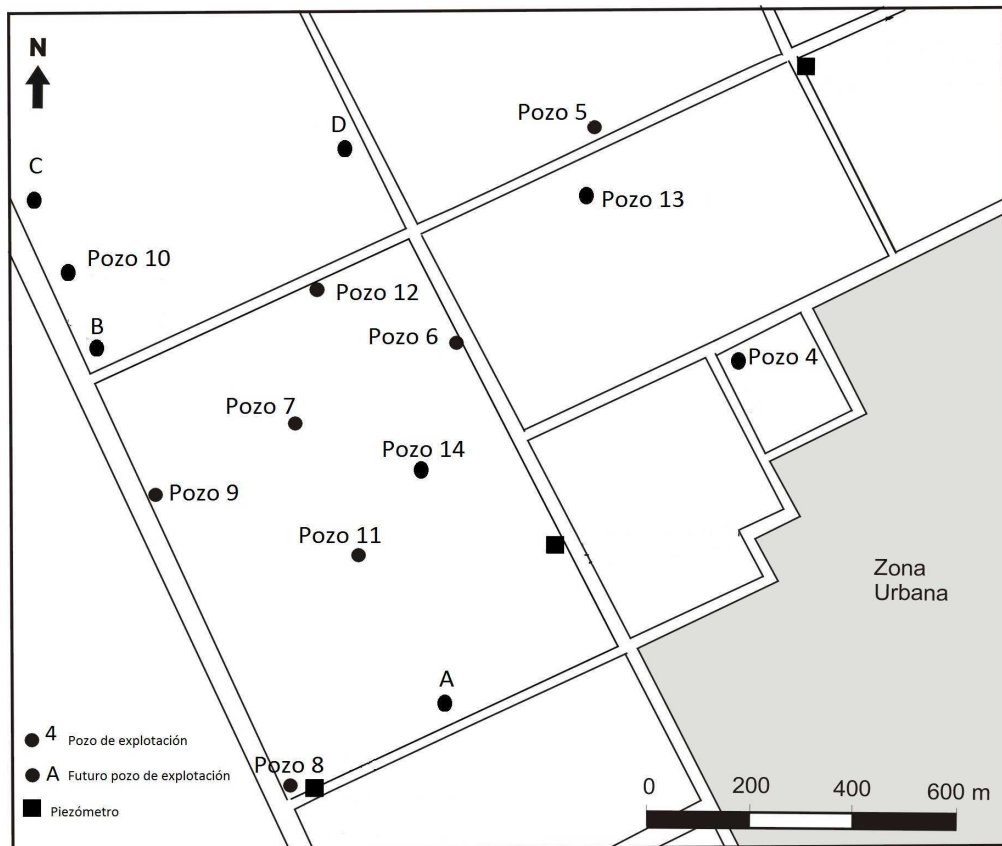 N
D
Pozo 5
C
Pozo 13
Pozo 10
Pozo 12
B
Pozo 6
Pozo 4
Pozo 7
Pozo 14
Pozo 9
Pozo 11
Zona
Urbana
A
4 Pozo de explotación
Pozo 8
A Futuro pozo de explotación
0 200 400 600 m
Piezómetro